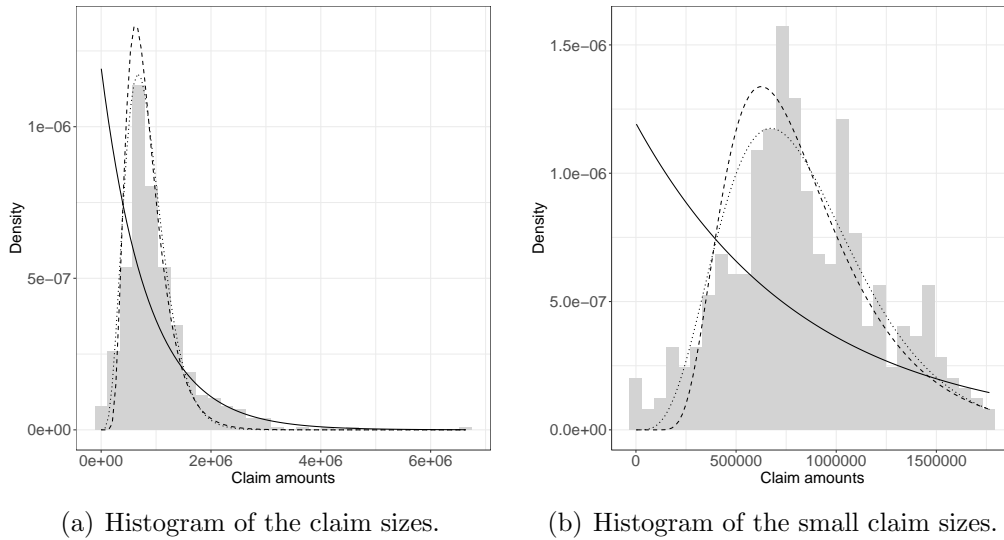 1e−06
5e−07
0e+00
Density
0e+00 2e+06 4e+06 6e+06
Claim amounts
(a) Histogram of the claim sizes.
1.5e−06
1.0e−06
5.0e−07
0.0e+00
Density
0 500000 1000000 1500000
Claim amounts
(b) Histogram of the small claim sizes.